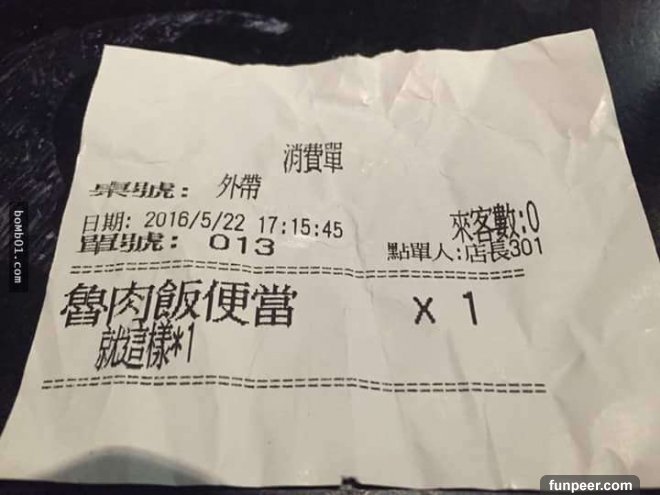 消費單
桌號: 外帶
日期: 2016/5/22 17:15:45
來客數:0
單號: 013
點單人:店長301
魯肉飯便當 X 1
就這樣*1
boMb01.com
funpeer.com